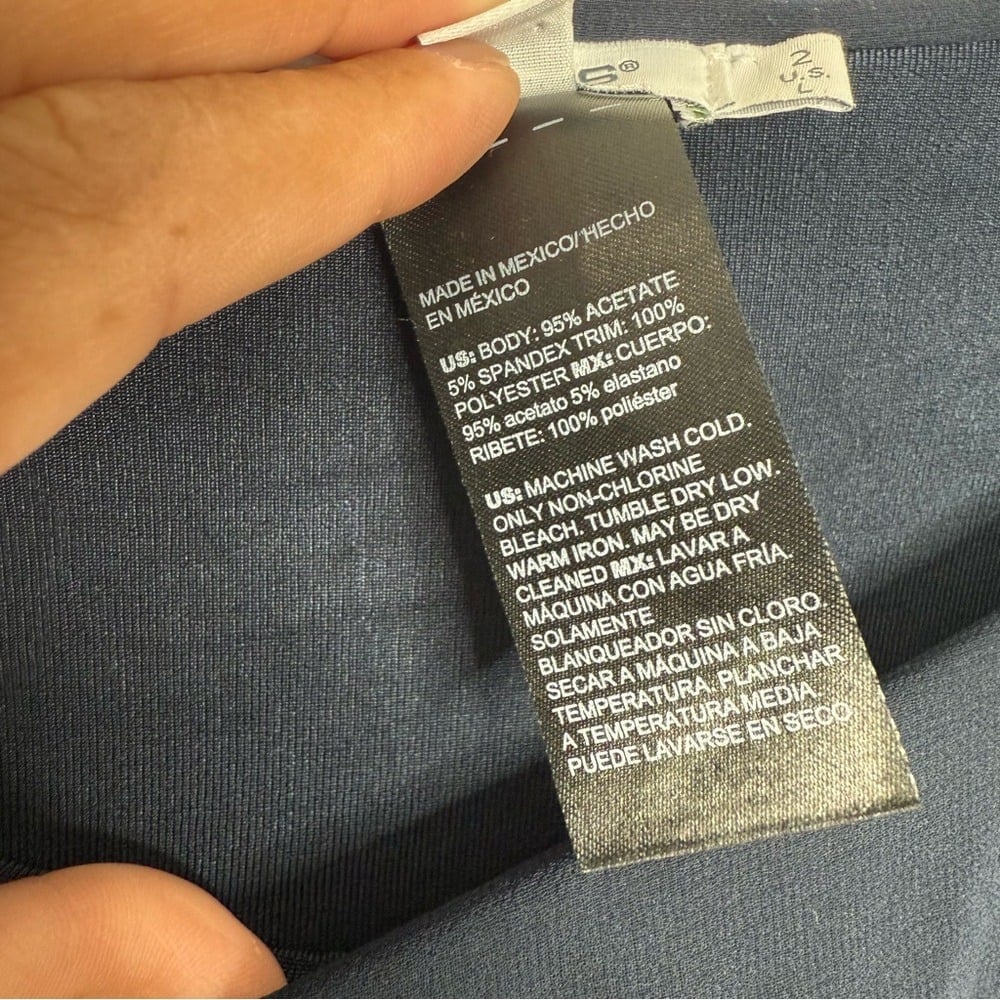 S®
2
U.S.
L
MADE IN MEXICO/HECHO
EN MÉXICO
US: BODY: 95% ACETATE
5% SPANDEX TRIM: 100%
POLYESTER MX: CUERPO:
95% acetato 5% elastano
RIBETE: 100% poliéster
US: MACHINE WASH COLD.
ONLY NON-CHLORINE
BLEACH. TUMBLE DRY LOW.
WARM IRON. MAY BE DRY
CLEANED MX: LAVAR A
MÁQUINA CON AGUA FRÍA.
SOLAMENTE
BLANQUEADOR SIN CLORO.
SECAR A MÁQUINA A BAJA
TEMPERATURA. PLANCHAR
A TEMPERATURA MEDIA
PUEDE LAVARSE EN SECO